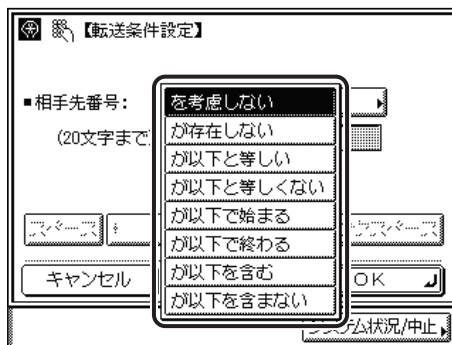 【転送条件設定】
■相手先番号:
(20文字まで
を考慮しない
が存在しない
が以下と等しい
が以下と等しくない
が以下で始まる
が以下で終わる
が以下を含む
が以下を含まない
スペース
キャンセル
OK
システム状況/中止